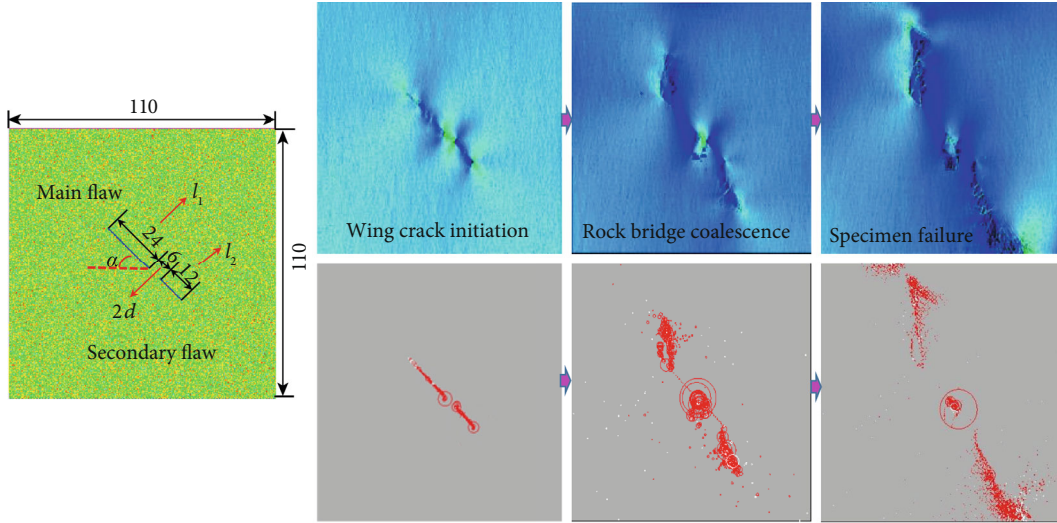 110
110
Main flaw
l₁
24
6
12
l₂
α
2d
Secondary flaw
Wing crack initiation
Rock bridge coalescence
Specimen failure